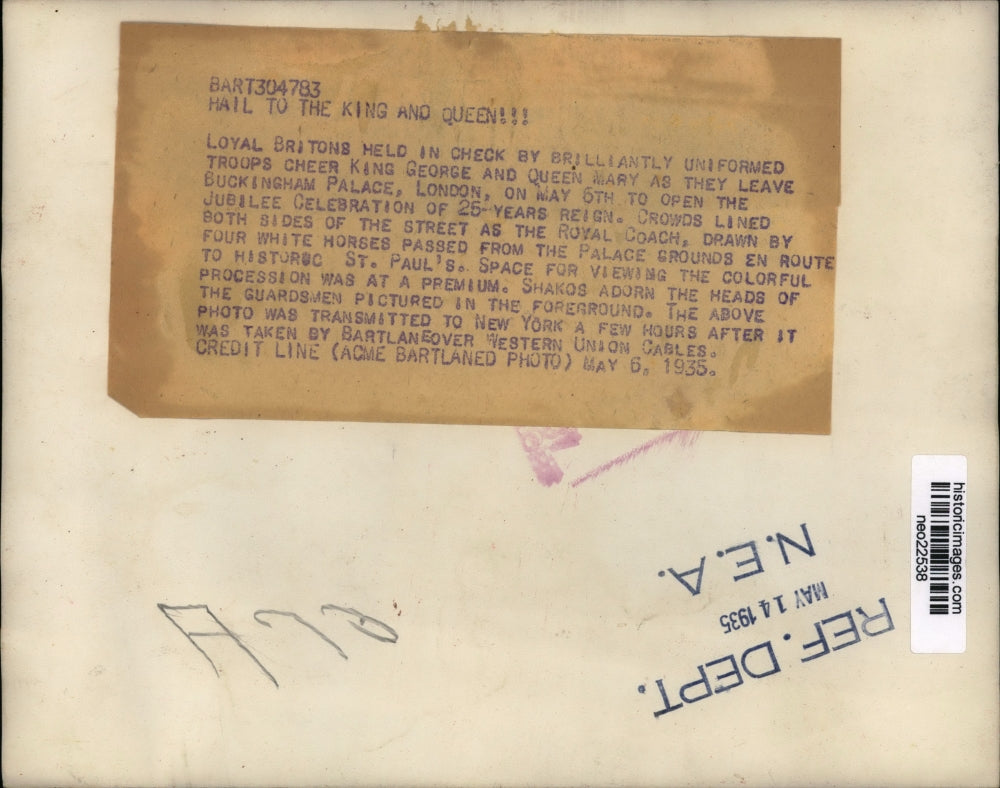 BART304783
HAIL TO THE KING AND QUEEN!!!
LOYAL BRITONS HELD IN CHECK BY BRILLIANTLY UNIFORMED
TROOPS CHEER KING GEORGE AND QUEEN MARY AS THEY LEAVE
BUCKINGHAM PALACE, LONDON, ON MAY 6TH TO OPEN THE
JUBILEE CELEBRATION OF 25-YEARS REIGN. CROWDS LINED
BOTH SIDES OF THE STREET AS THE ROYAL COACH, DRAWN BY
FOUR WHITE HORSES PASSED FROM THE PALACE GROUNDS EN ROUTE
TO HISTORIC ST. PAUL'S. SPACE FOR VIEWING THE COLORFUL
PROCESSION WAS AT A PREMIUM. SHAKOS ADORN THE HEADS OF
THE GUARDSMEN PICTURED IN THE FOREGROUND. THE ABOVE
PHOTO WAS TRANSMITTED TO NEW YORK A FEW HOURS AFTER IT
WAS TAKEN BY BARTLANEOVER WESTERN UNION CABLES.
CREDIT LINE (ACME BARTLANED PHOTO) MAY 6, 1935.
historicimages.com
neo22538
REF. DEPT.
MAY 14 1935
N.E.A.